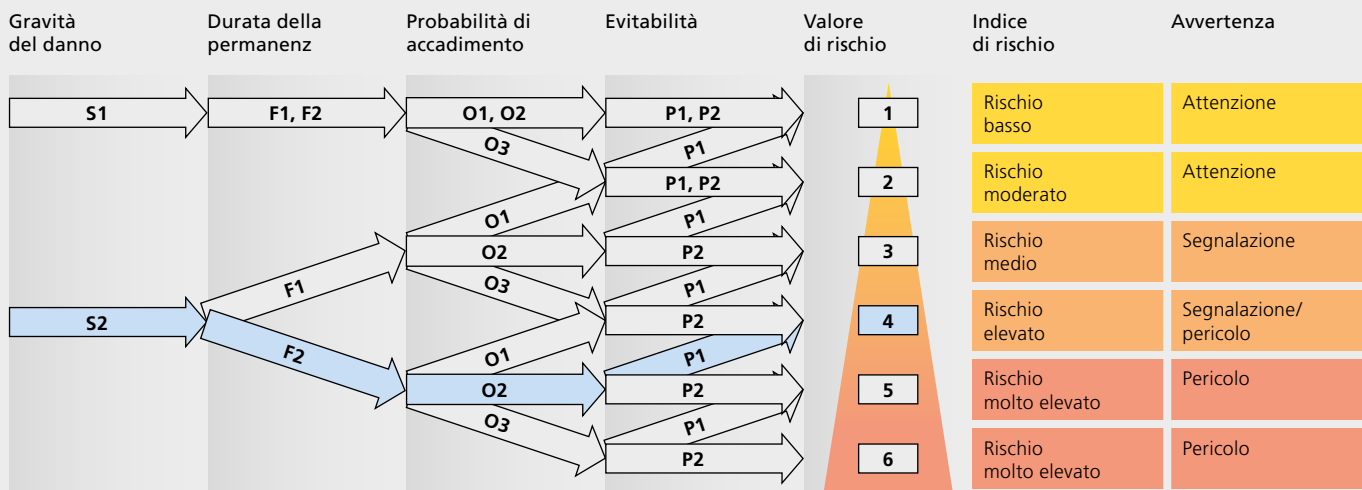 Gravità
del danno
Durata della
permanenz
Probabilità di
accadimento
Evitabilità
Valore
di rischio
Indice
di rischio
Avvertenza
S1
F1, F2
O1, O2
P1, P2
1
Rischio
basso
Attenzione
O3
P1
P1, P2
2
Rischio
moderato
Attenzione
O1
P1
O2
P2
3
Rischio
medio
Segnalazione
F1
O3
P1
S2
P2
4
Rischio
elevato
Segnalazione/
pericolo
F2
O1
P1
O2
P2
5
Rischio
molto elevato
Pericolo
O3
P1
P2
6
Rischio
molto elevato
Pericolo